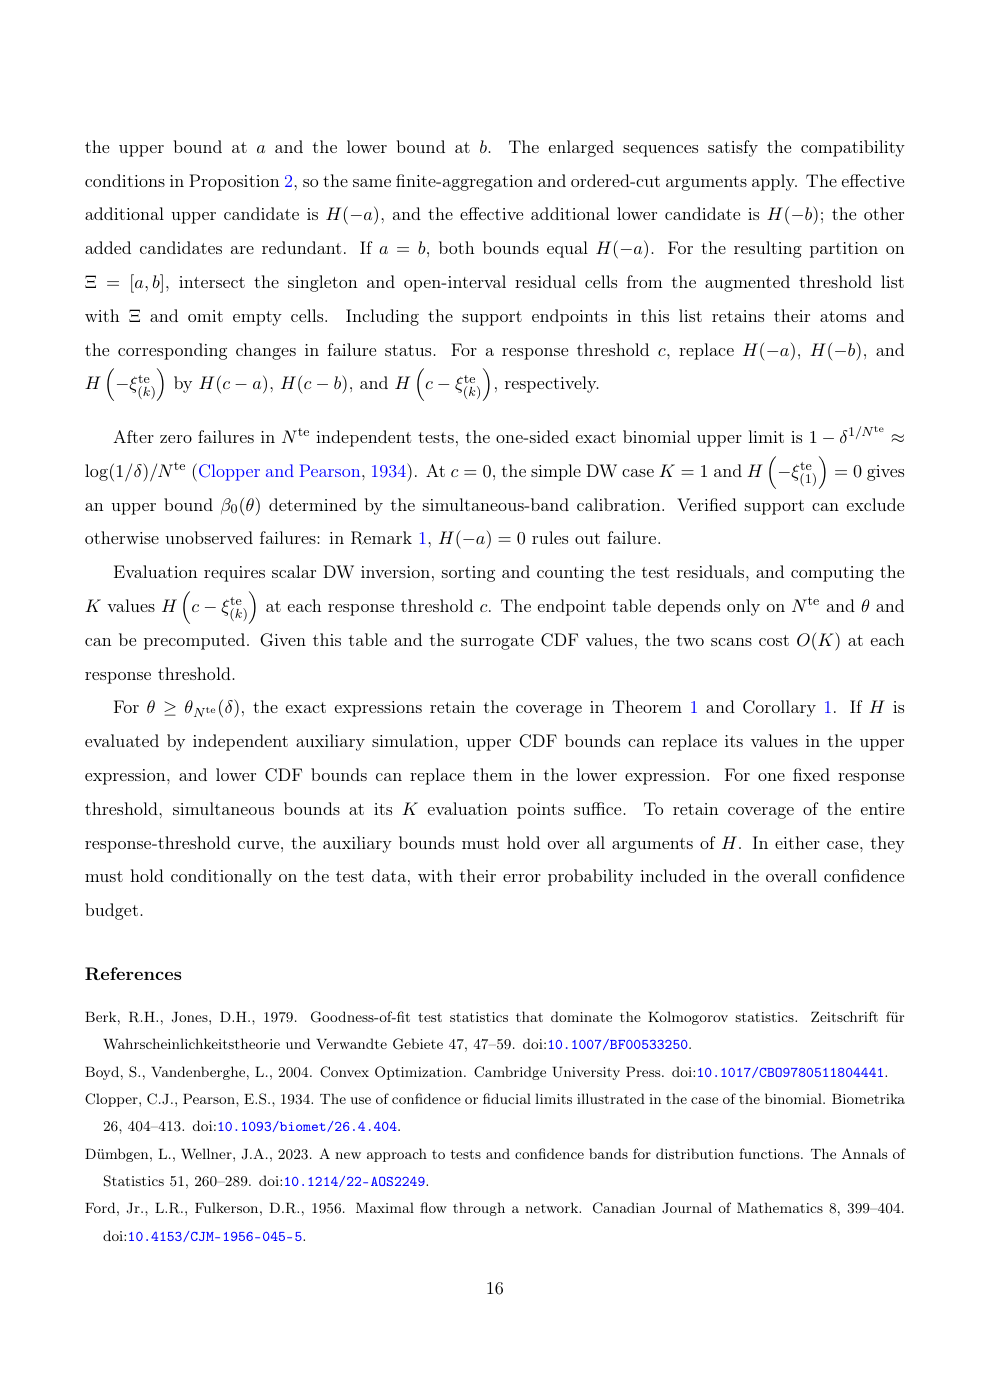 the upper bound at a and the lower bound at b. The enlarged sequences satisfy the compatibility
conditions in Proposition 2, so the same finite-aggregation and ordered-cut arguments apply. The effective
additional upper candidate is H(−a), and the effective additional lower candidate is H(−b); the other
added candidates are redundant. If a = b, both bounds equal H(−a). For the resulting partition on
Ξ = [a, b], intersect the singleton and open-interval residual cells from the augmented threshold list
with Ξ and omit empty cells. Including the support endpoints in this list retains their atoms and
the corresponding changes in failure status. For a response threshold c, replace H(−a), H(−b), and
H(−ξ^te_(k)) by H(c − a), H(c − b), and H(c − ξ^te_(k)), respectively.
After zero failures in N^te independent tests, the one-sided exact binomial upper limit is 1 − δ^{1/N^te} ≈
log(1/δ)/N^te (Clopper and Pearson, 1934). At c = 0, the simple DW case K = 1 and H(−ξ^te_(1)) = 0 gives
an upper bound β_0(θ) determined by the simultaneous-band calibration. Verified support can exclude
otherwise unobserved failures: in Remark 1, H(−a) = 0 rules out failure.
Evaluation requires scalar DW inversion, sorting and counting the test residuals, and computing the
K values H(c − ξ^te_(k)) at each response threshold c. The endpoint table depends only on N^te and θ and
can be precomputed. Given this table and the surrogate CDF values, the two scans cost O(K) at each
response threshold.
For θ ≥ θ_{N^te}(δ), the exact expressions retain the coverage in Theorem 1 and Corollary 1. If H is
evaluated by independent auxiliary simulation, upper CDF bounds can replace its values in the upper
expression, and lower CDF bounds can replace them in the lower expression. For one fixed response
threshold, simultaneous bounds at its K evaluation points suffice. To retain coverage of the entire
response-threshold curve, the auxiliary bounds must hold over all arguments of H. In either case, they
must hold conditionally on the test data, with their error probability included in the overall confidence
budget.
References
Berk, R.H., Jones, D.H., 1979. Goodness-of-fit test statistics that dominate the Kolmogorov statistics. Zeitschrift für
Wahrscheinlichkeitstheorie und Verwandte Gebiete 47, 47–59. doi:10.1007/BF00533250.
Boyd, S., Vandenberghe, L., 2004. Convex Optimization. Cambridge University Press. doi:10.1017/CBO9780511804441.
Clopper, C.J., Pearson, E.S., 1934. The use of confidence or fiducial limits illustrated in the case of the binomial. Biometrika
26, 404–413. doi:10.1093/biomet/26.4.404.
Dümbgen, L., Wellner, J.A., 2023. A new approach to tests and confidence bands for distribution functions. The Annals of
Statistics 51, 260–289. doi:10.1214/22-AOS2249.
Ford, Jr., L.R., Fulkerson, D.R., 1956. Maximal flow through a network. Canadian Journal of Mathematics 8, 399–404.
doi:10.4153/CJM-1956-045-5.
16